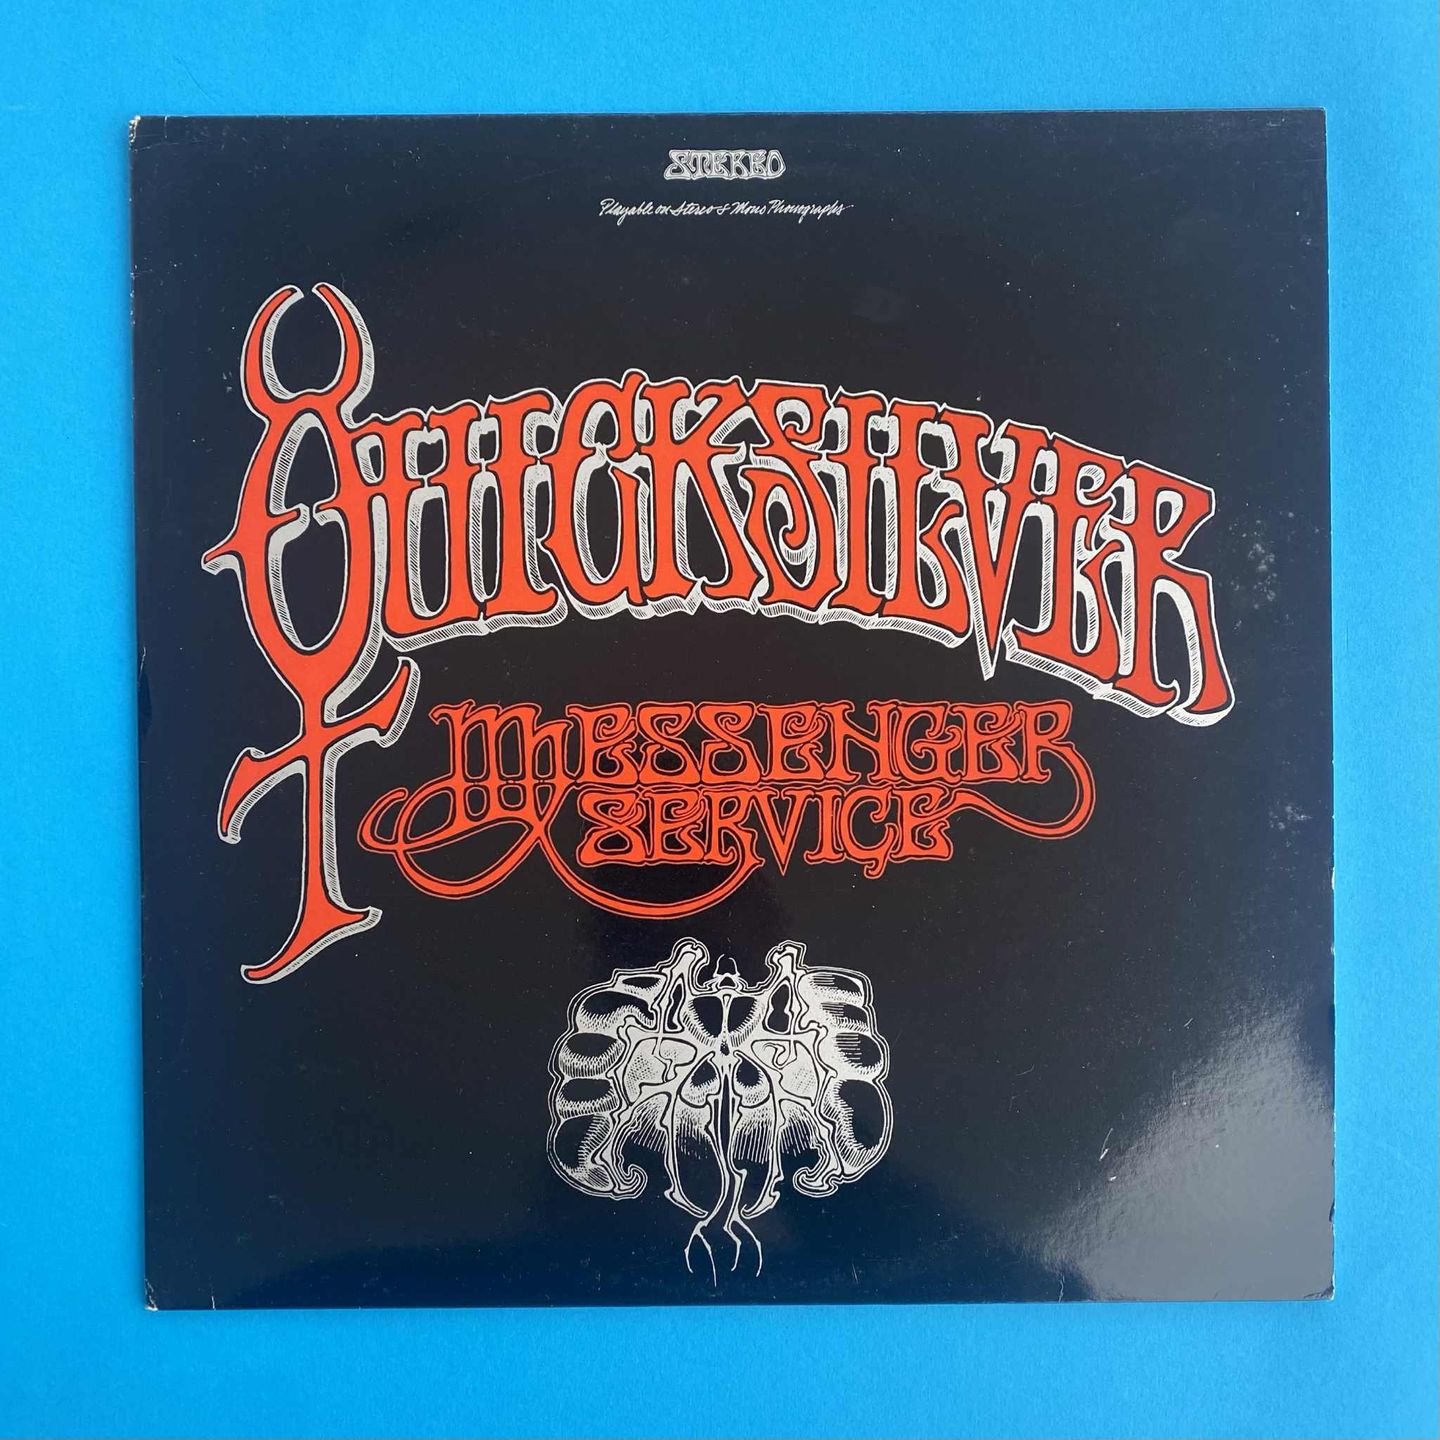 STEREO
Playable on Stereo & Mono Phonographs
QUICKSILVER
MESSENGER
SERVICE